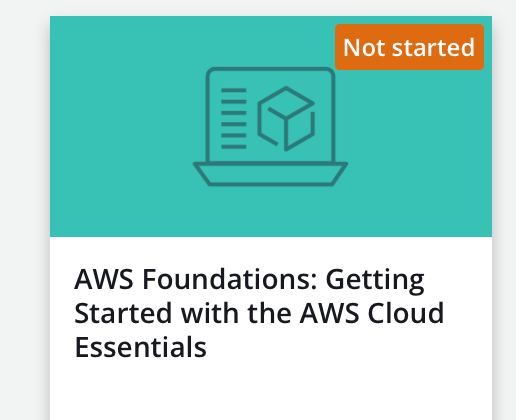 Not started
AWS Foundations: Getting
Started with the AWS Cloud
Essentials